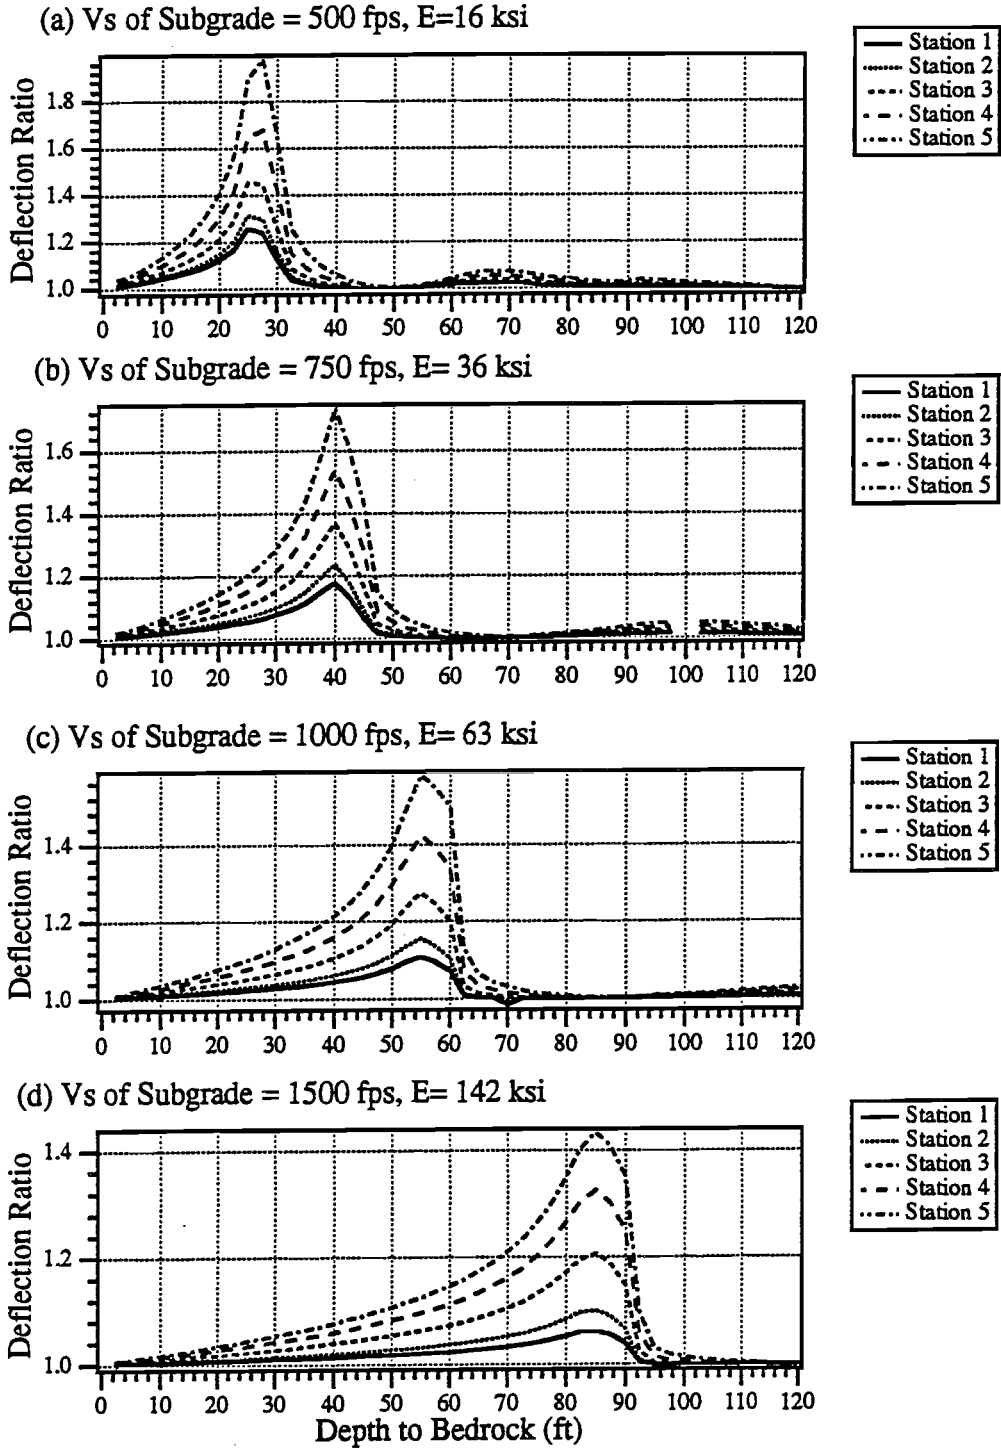 (a) Vs of Subgrade = 500 fps, E=16 ksi
Deflection Ratio
1.8
1.6
1.4
1.2
1.0
0 10 20 30 40 50 60 70 80 90 100 110 120
Station 1
Station 2
Station 3
Station 4
Station 5
(b) Vs of Subgrade = 750 fps, E= 36 ksi
Deflection Ratio
1.6
1.4
1.2
1.0
0 10 20 30 40 50 60 70 80 90 100 110 120
Station 1
Station 2
Station 3
Station 4
Station 5
(c) Vs of Subgrade = 1000 fps, E= 63 ksi
Deflection Ratio
1.4
1.2
1.0
0 10 20 30 40 50 60 70 80 90 100 110 120
Station 1
Station 2
Station 3
Station 4
Station 5
(d) Vs of Subgrade = 1500 fps, E= 142 ksi
Deflection Ratio
1.4
1.2
1.0
0 10 20 30 40 50 60 70 80 90 100 110 120
Depth to Bedrock (ft)
Station 1
Station 2
Station 3
Station 4
Station 5